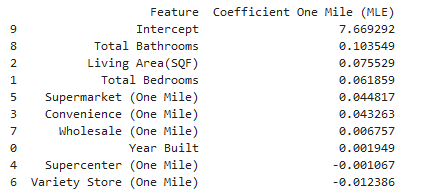 Feature Coefficient One Mile (MLE)
9 Intercept 7.669292
8 Total Bathrooms 0.103549
2 Living Area(SQF) 0.075529
1 Total Bedrooms 0.061859
5 Supermarket (One Mile) 0.044817
3 Convenience (One Mile) 0.043263
7 Wholesale (One Mile) 0.006757
0 Year Built 0.001949
4 Supercenter (One Mile) -0.001067
6 Variety Store (One Mile) -0.012386